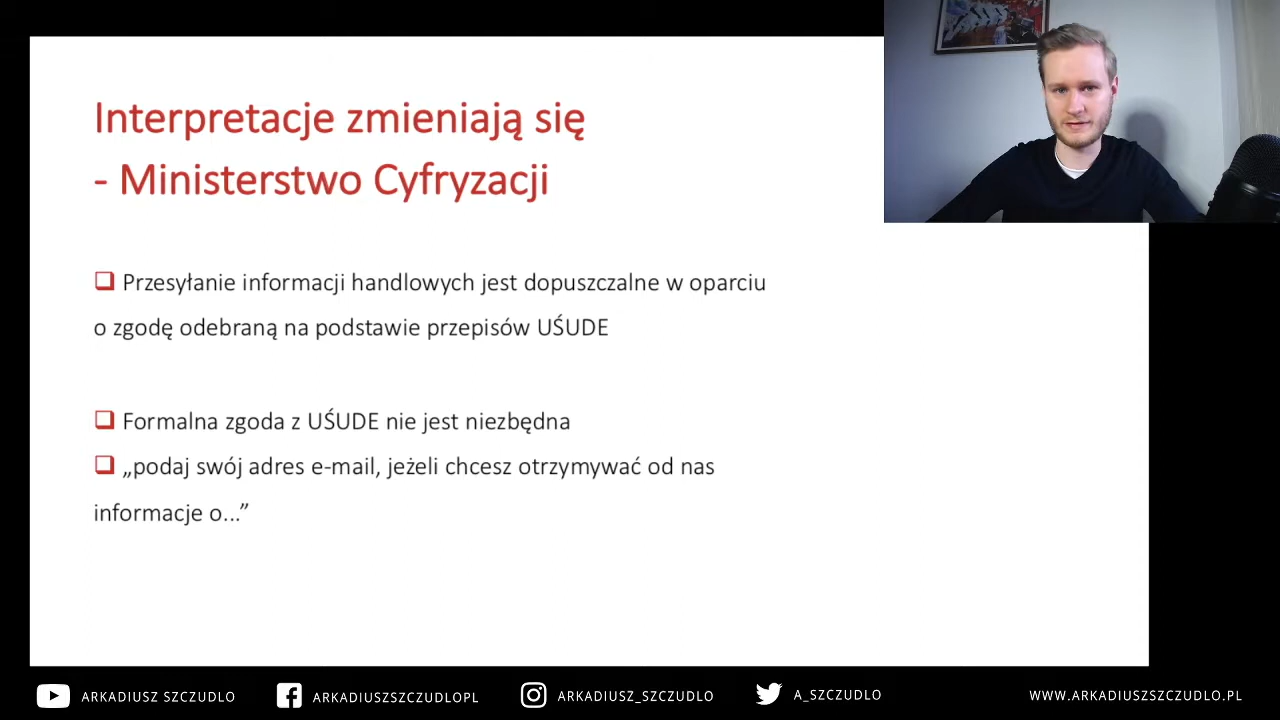 Interpretacje zmieniają się
- Ministerstwo Cyfryzacji
❑ Przesyłanie informacji handlowych jest dopuszczalne w oparciu
o zgodę odebraną na podstawie przepisów UŚUDE
❑ Formalna zgoda z UŚUDE nie jest niezbędna
❑ „podaj swój adres e-mail, jeżeli chcesz otrzymywać od nas
informacje o...”
ARKADIUSZ SZCZUDLO
ARKADIUSZSZCZUDLOPL
ARKADIUSZ_SZCZUDLO
A_SZCZUDLO
WWW.ARKADIUSZSZCZUDLO.PL